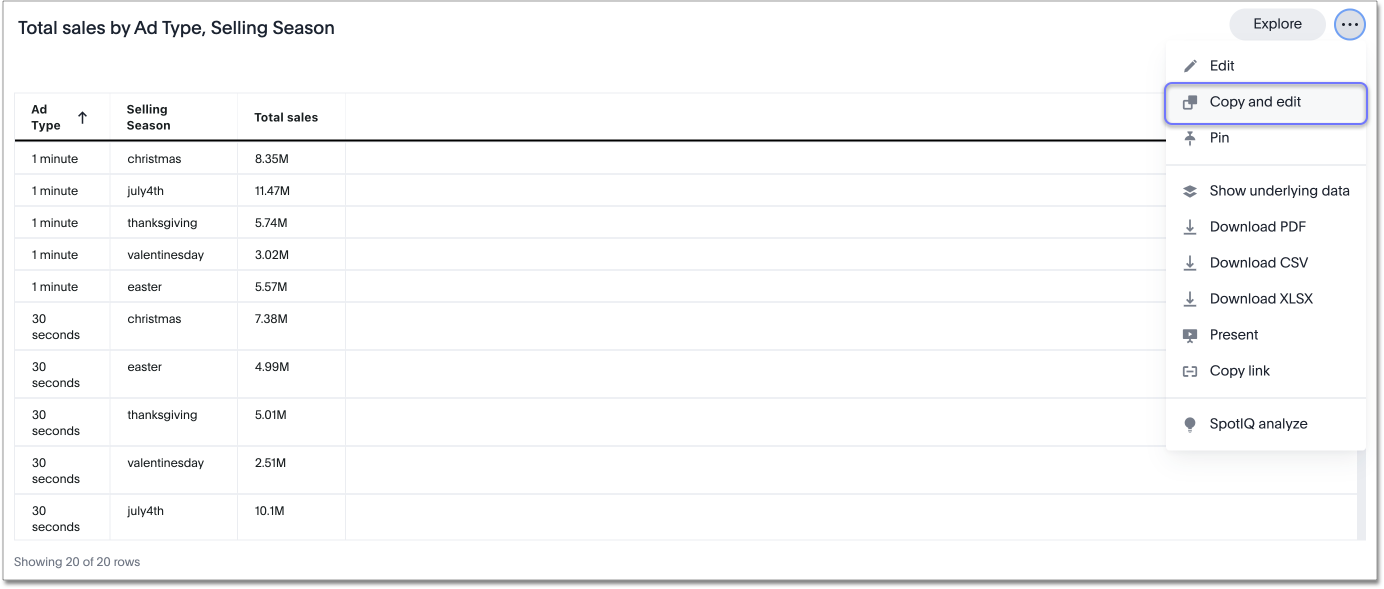 Total sales by Ad Type, Selling Season
Explore
Edit
Copy and edit
Pin
Show underlying data
Download PDF
Download CSV
Download XLSX
Present
Copy link
SpotIQ analyze
Ad Type Selling Season Total sales
1 minute christmas 8.35M
1 minute july4th 11.47M
1 minute thanksgiving 5.74M
1 minute valentinesday 3.02M
1 minute easter 5.57M
30 seconds christmas 7.38M
30 seconds easter 4.99M
30 seconds thanksgiving 5.01M
30 seconds valentinesday 2.51M
30 seconds july4th 10.1M
Showing 20 of 20 rows